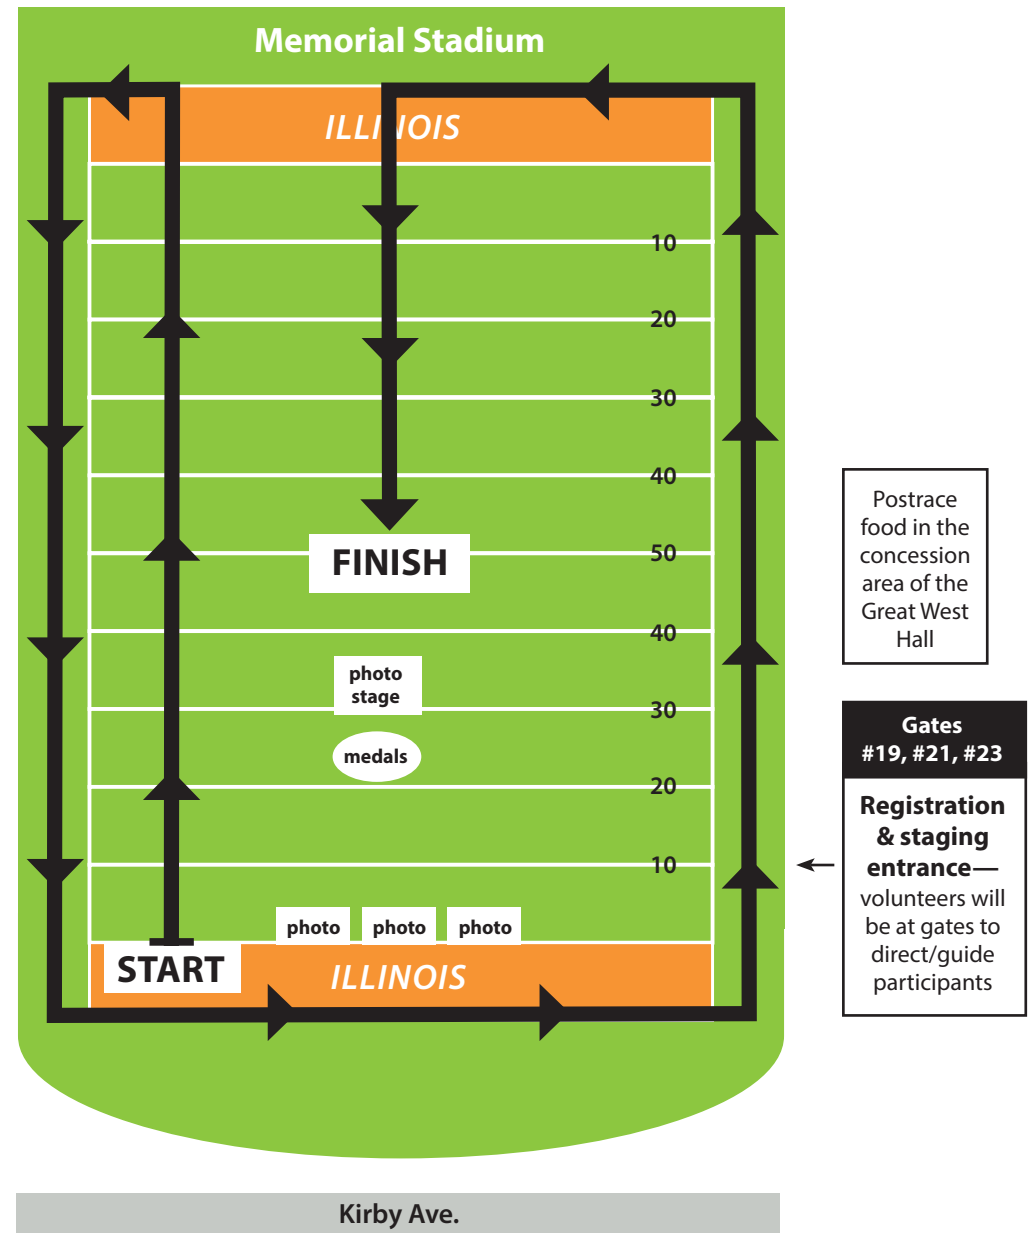 Memorial Stadium
ILLINOIS
10
20
30
40
50
FINISH
40
photo
stage
30
medals
20
10
photo photo photo
START
ILLINOIS
Postrace
food in the
concession
area of the
Great West
Hall
Gates
#19, #21, #23
Registration
& staging
entrance—
volunteers will
be at gates to
direct/guide
participants
Kirby Ave.